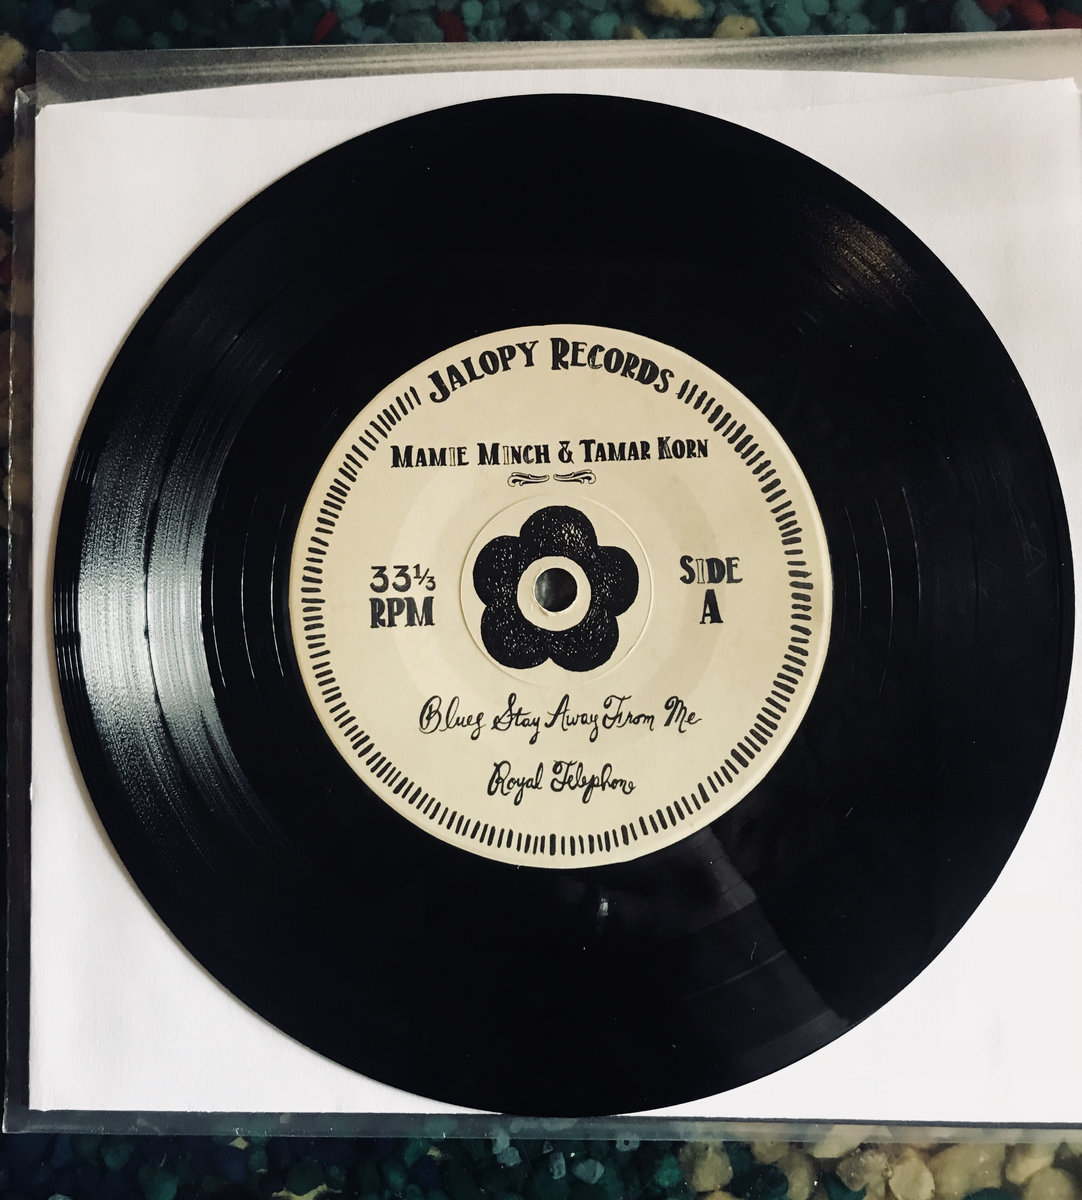 JALOPY RECORDS
MAMIE MINCH & TAMAR KORN
33⅓
RPM
SIDE
A
Blues Stay Away From Me
Royal Telephone